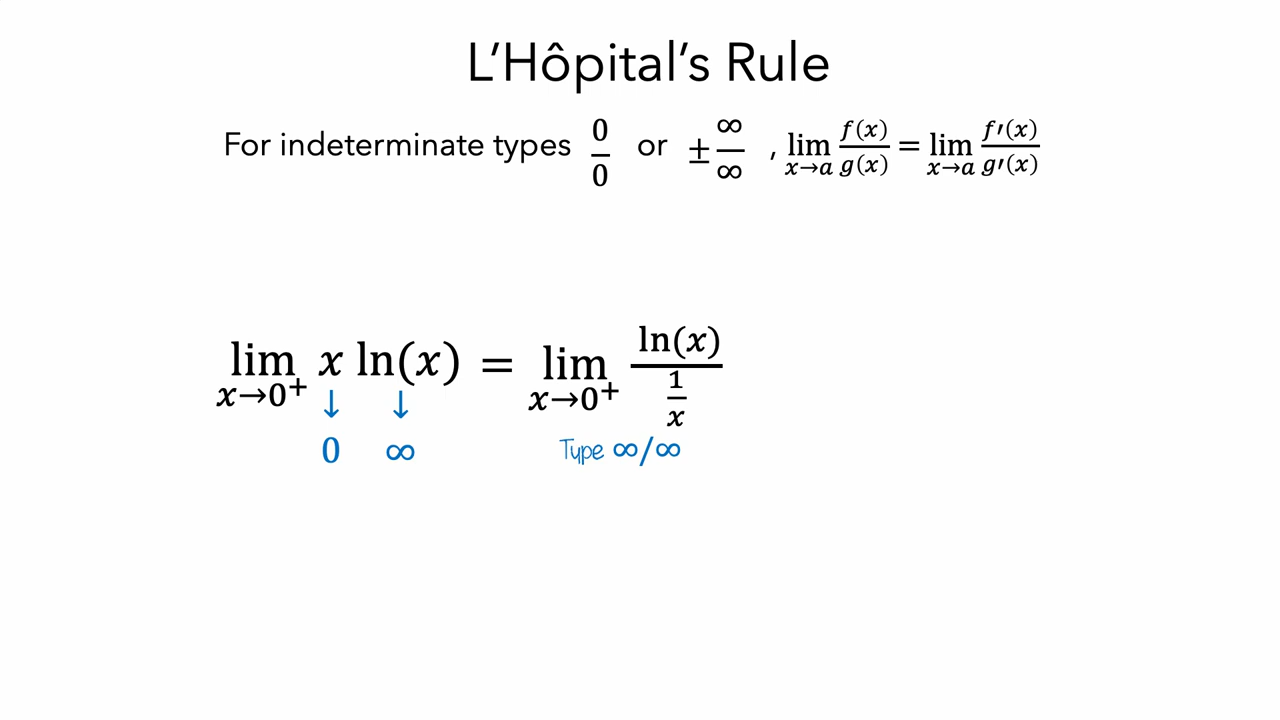 L’Hôpital’s Rule
For indeterminate types 0/0 or ±∞/∞ , lim x→a f(x)/g(x) = lim x→a f′(x)/g′(x)
lim x→0⁺ x ln(x) = lim x→0⁺ ln(x)/(1/x)
↓ ↓
0 ∞ Type ∞/∞